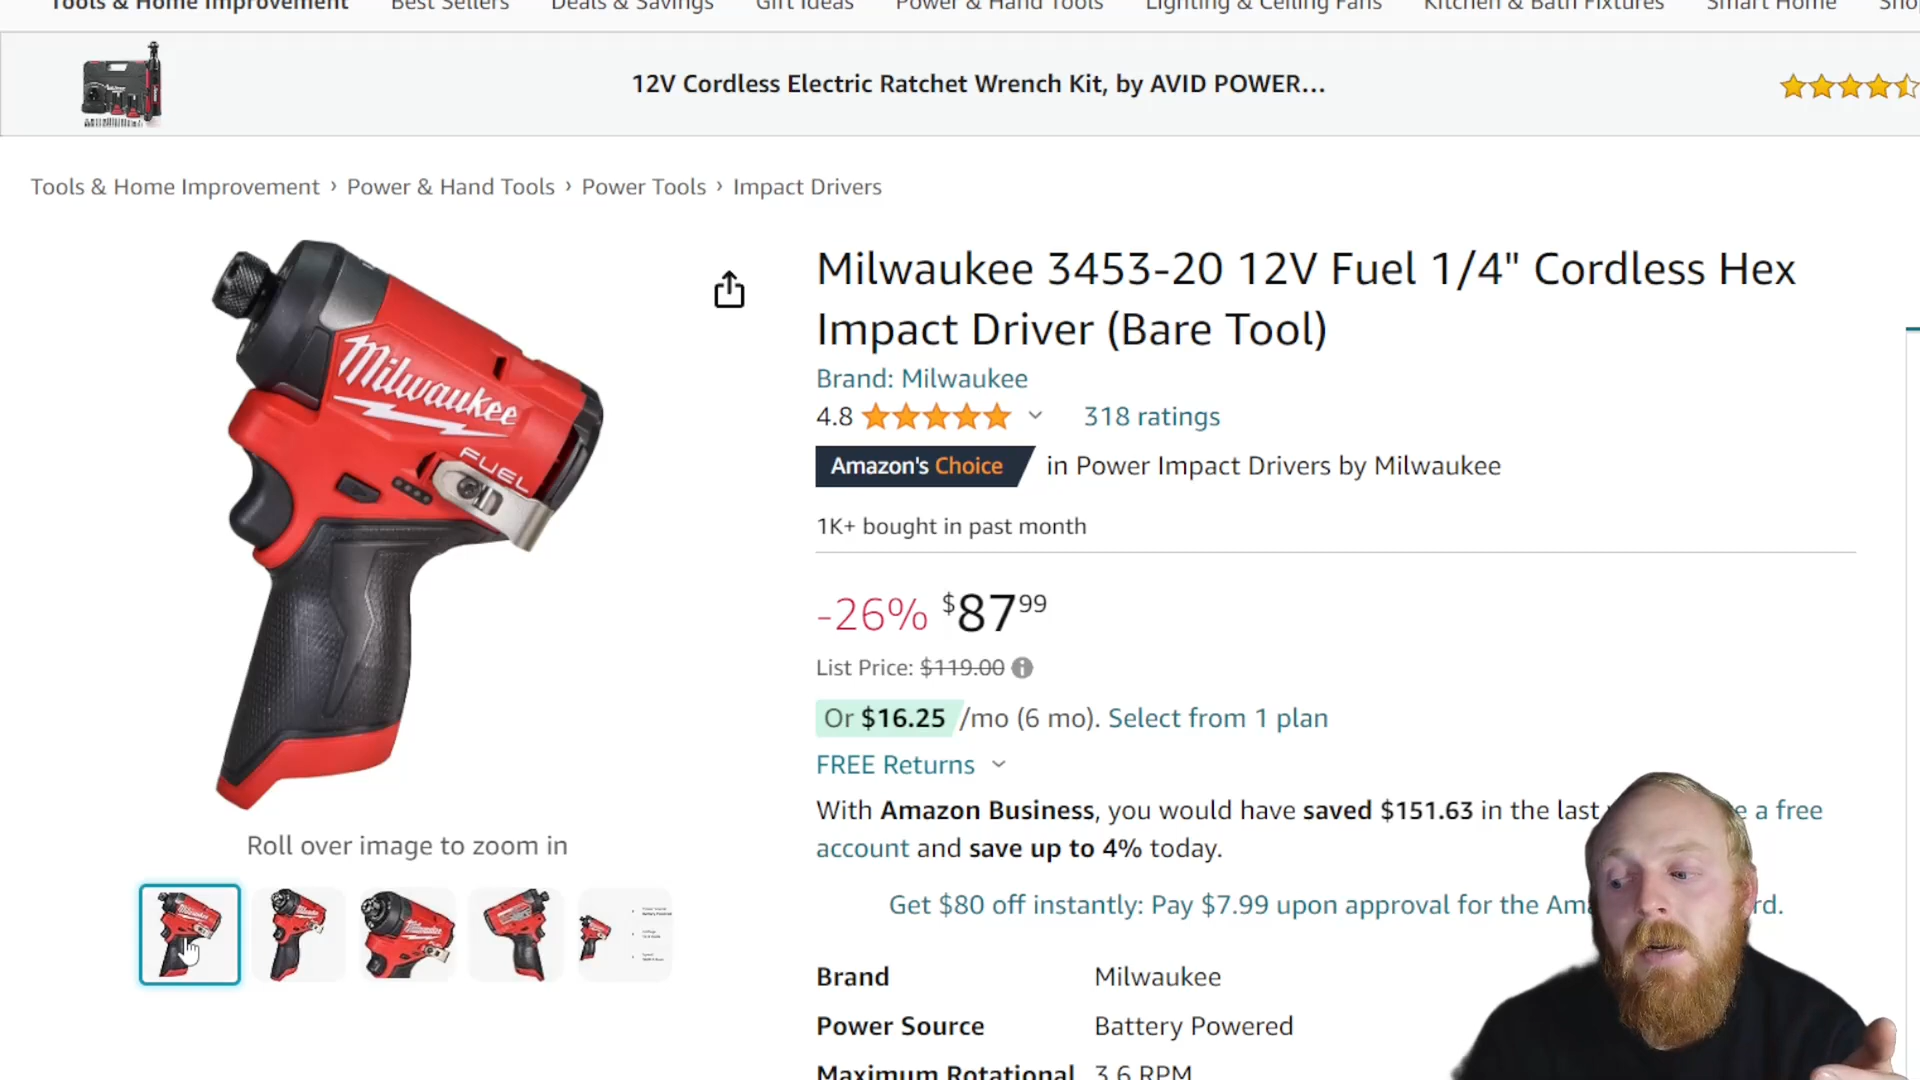 Tools & Home Improvement Best Sellers Deals & Savings Gift Ideas Power & Hand Tools Lighting & Ceiling Fans Kitchen & Bath Fixtures Smart Home
12V Cordless Electric Ratchet Wrench Kit, by AVID POWER...
Tools & Home Improvement › Power & Hand Tools › Power Tools › Impact Drivers
Milwaukee
FUEL
Roll over image to zoom in
Milwaukee 3453-20 12V Fuel 1/4" Cordless Hex
Impact Driver (Bare Tool)
Brand: Milwaukee
4.8 318 ratings
Amazon's Choice in Power Impact Drivers by Milwaukee
1K+ bought in past month
-26% $87 99
List Price: $119.00
Or $16.25 /mo (6 mo). Select from 1 plan
FREE Returns
With Amazon Business, you would have saved $151.63 in the last a free
account and save up to 4% today.
Get $80 off instantly: Pay $7.99 upon approval for the
Brand Milwaukee
Power Source Battery Powered
Maximum Rotational 3.6 RPM